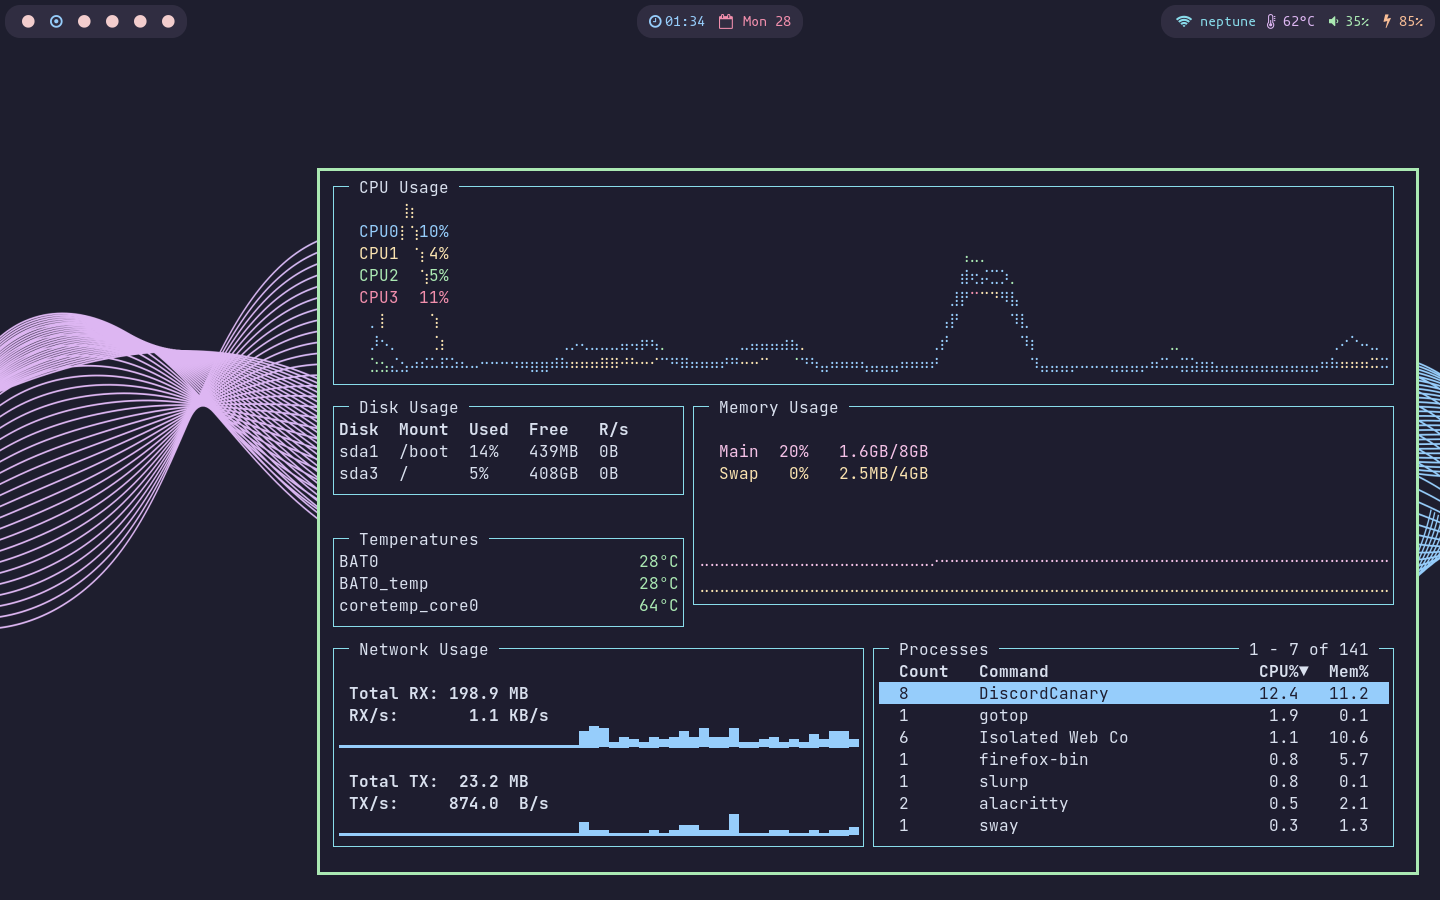 01:34 Mon 28 neptune 62°C 35% 85%
CPU Usage
CPU0 10%
CPU1 4%
CPU2 5%
CPU3 11%
Disk Usage
Disk Mount Used Free R/s
sda1 /boot 14% 439MB 0B
sda3 / 5% 408GB 0B
Memory Usage
Main 20% 1.6GB/8GB
Swap 0% 2.5MB/4GB
Temperatures
BAT0 28°C
BAT0_temp 28°C
coretemp_core0 64°C
Network Usage
Total RX: 198.9 MB
RX/s: 1.1 KB/s
Total TX: 23.2 MB
TX/s: 874.0 B/s
Processes 1 - 7 of 141
Count Command CPU%▼ Mem%
8 DiscordCanary 12.4 11.2
1 gotop 1.9 0.1
6 Isolated Web Co 1.1 10.6
1 firefox-bin 0.8 5.7
1 slurp 0.8 0.1
2 alacritty 0.5 2.1
1 sway 0.3 1.3